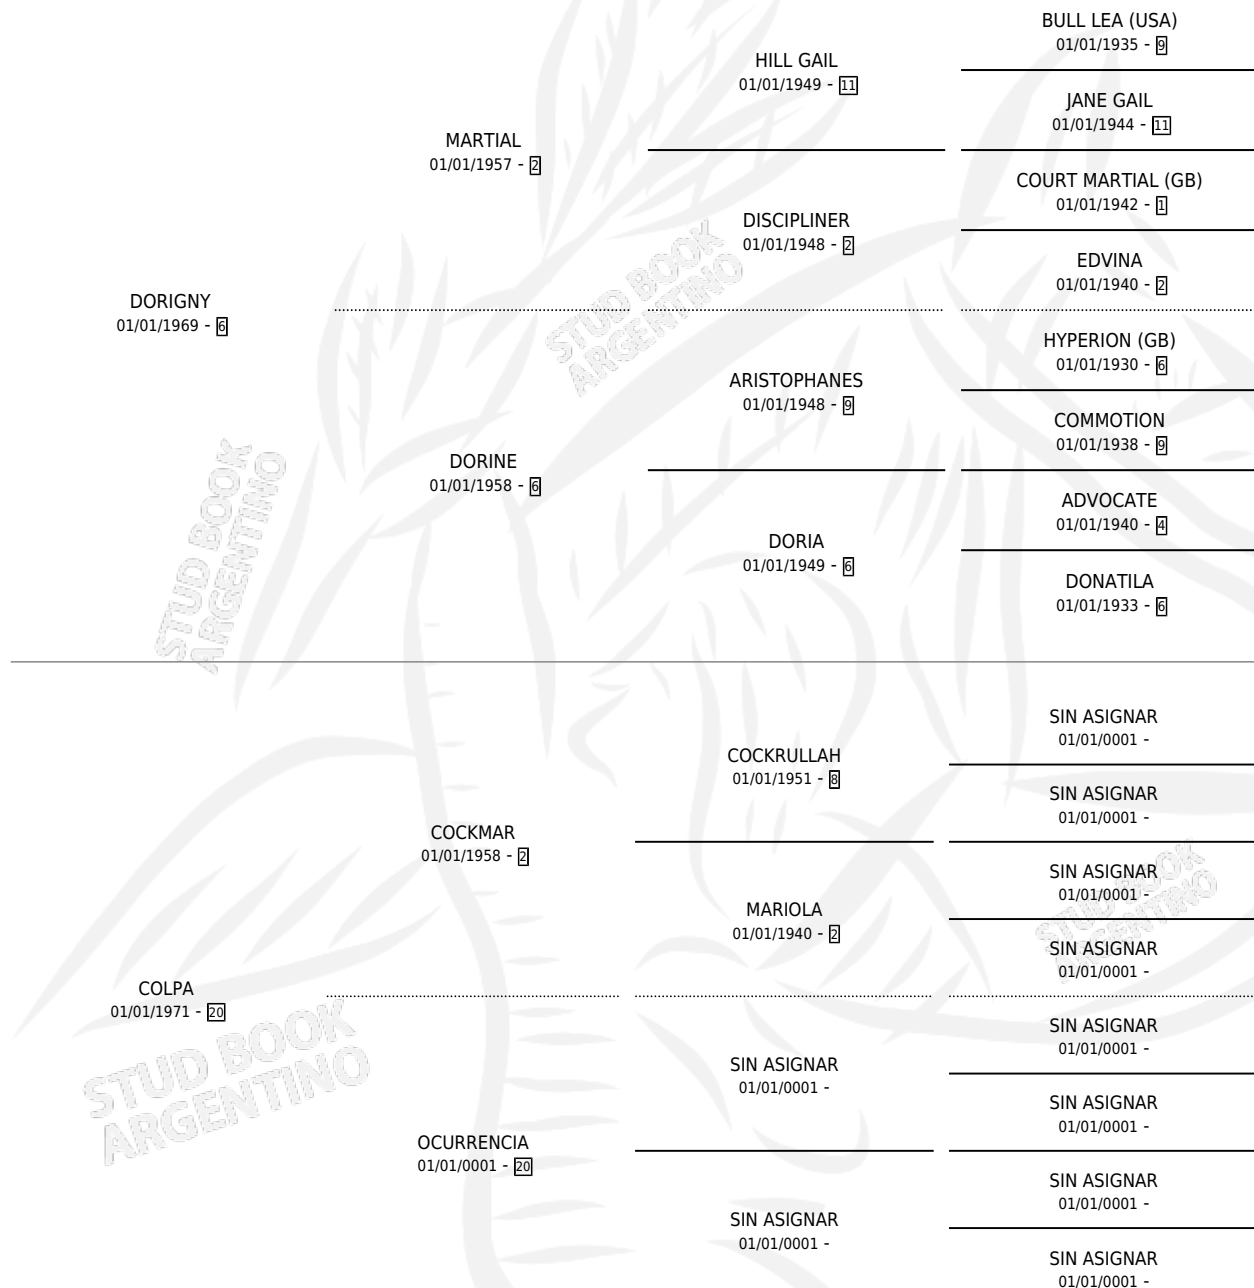 BULL LEA (USA)
01/01/1935 - 9
HILL GAIL
01/01/1949 - 11
JANE GAIL
01/01/1944 - 11
MARTIAL
01/01/1957 - 2
COURT MARTIAL (GB)
01/01/1942 - 1
DISCIPLINER
01/01/1948 - 2
EDVINA
01/01/1940 - 2
DORIGNY
01/01/1969 - 6
HYPERION (GB)
01/01/1930 - 6
ARISTOPHANES
01/01/1948 - 9
COMMOTION
01/01/1938 - 9
DORINE
01/01/1958 - 6
ADVOCATE
01/01/1940 - 4
DORIA
01/01/1949 - 6
DONATILA
01/01/1933 - 6
SIN ASIGNAR
01/01/0001 -
COCKRULLAH
01/01/1951 - 8
SIN ASIGNAR
01/01/0001 -
COCKMAR
01/01/1958 - 2
SIN ASIGNAR
01/01/0001 -
MARIOLA
01/01/1940 - 2
SIN ASIGNAR
01/01/0001 -
COLPA
01/01/1971 - 20
SIN ASIGNAR
01/01/0001 -
SIN ASIGNAR
01/01/0001 -
SIN ASIGNAR
01/01/0001 -
OCURRENCIA
01/01/0001 - 20
SIN ASIGNAR
01/01/0001 -
SIN ASIGNAR
01/01/0001 -
SIN ASIGNAR
01/01/0001 -
STUD BOOK
ARGENTINO
STUD BOOK
ARGENTINO
STUD BOOK
ARGENTINO
STUD BOOK
ARGENTINO